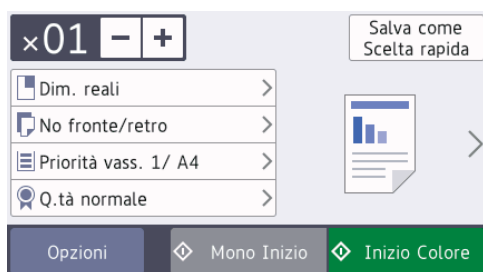 ×01 - +
Salva come
Scelta rapida
Dim. reali
No fronte/retro
Priorità vass. 1/ A4
Q.tà normale
Opzioni
Mono Inizio
Inizio Colore